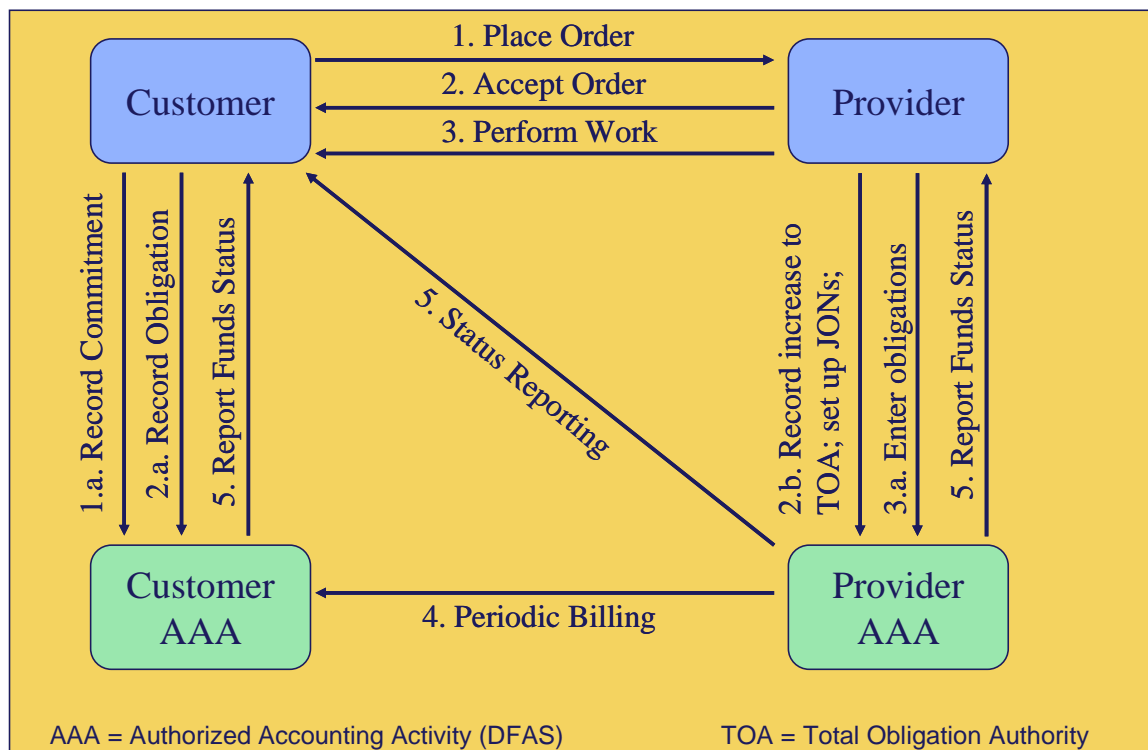 1. Place Order
Customer
2. Accept Order
Provider
3. Perform Work
1.a. Record Commitment
2.a. Record Obligation
5. Report Funds Status
5. Status Reporting
2.b. Record increase to
TOA; set up JONs;
3.a. Enter obligations
5. Report Funds Status
Customer
AAA
4. Periodic Billing
Provider
AAA
AAA = Authorized Accounting Activity (DFAS)
TOA = Total Obligation Authority